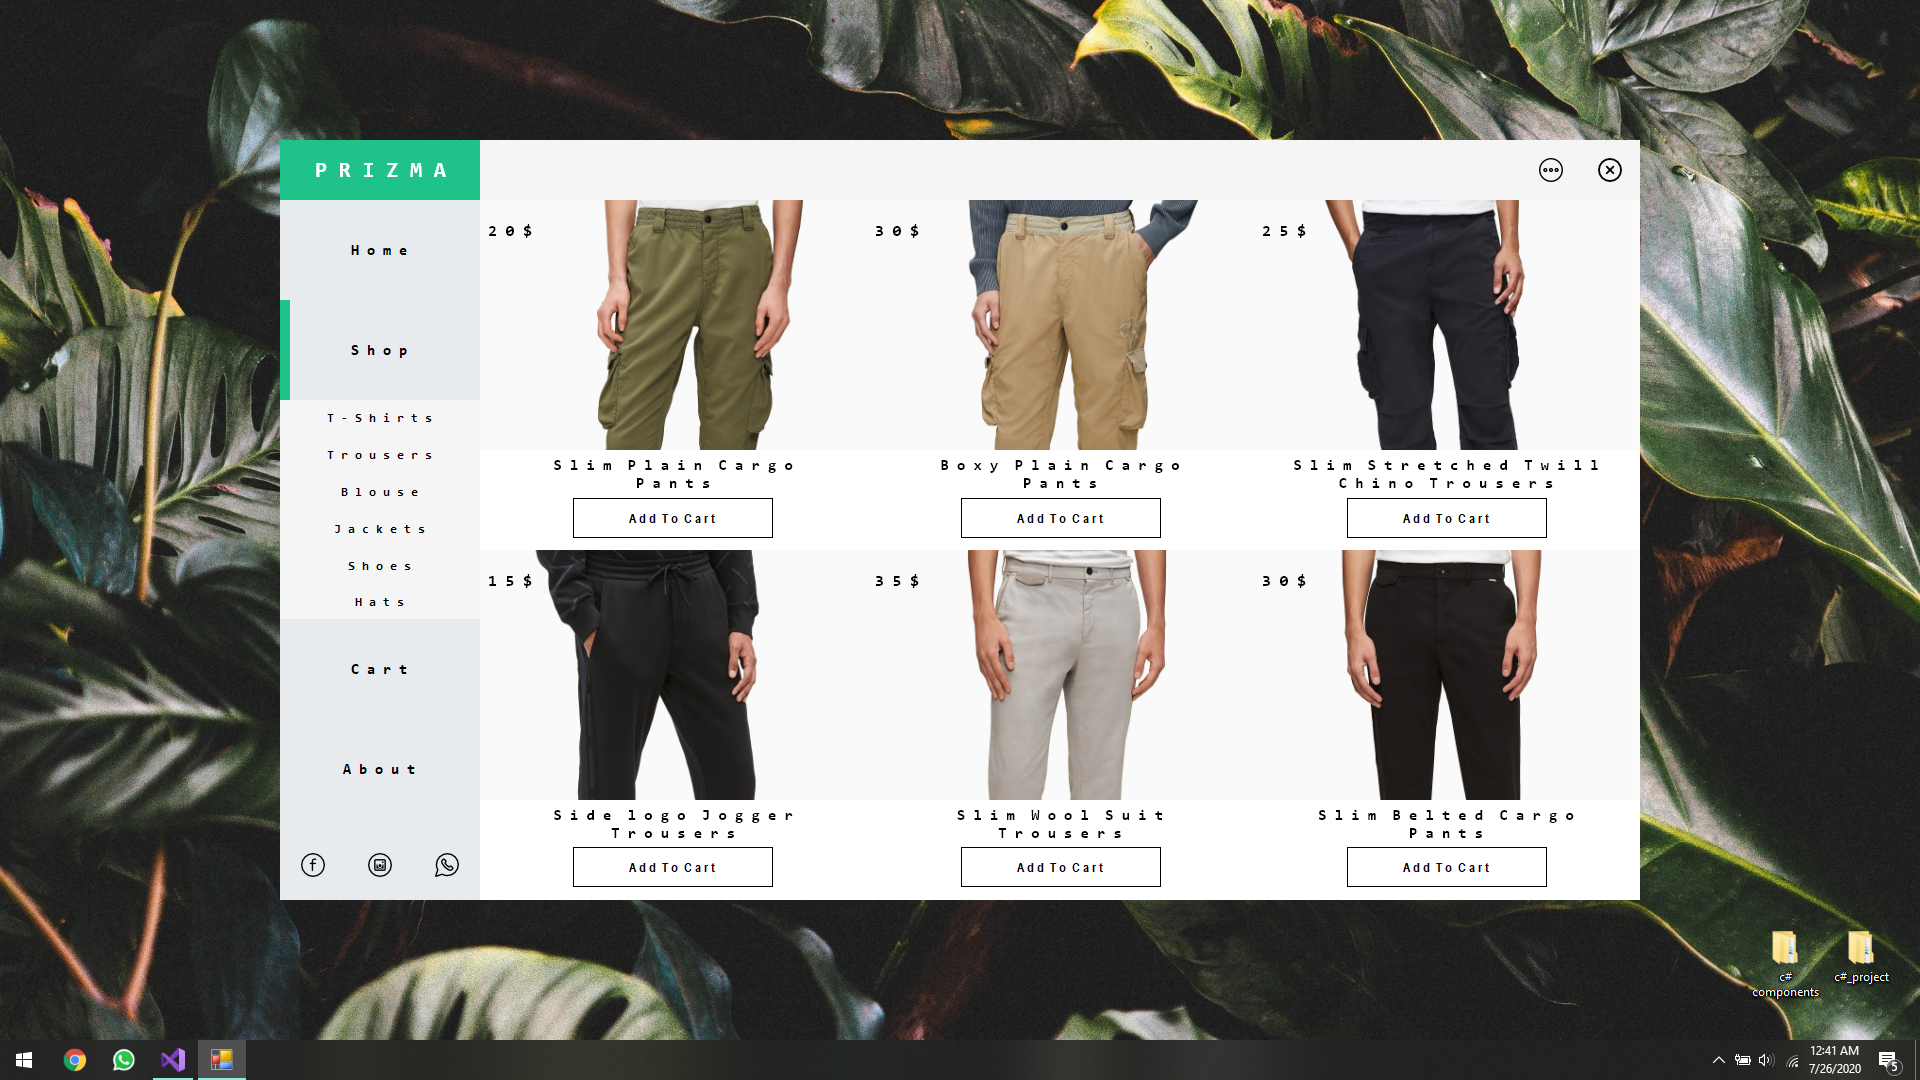 PRIZMA
Home
Shop
T-Shirts
Trousers
Blouse
Jackets
Shoes
Hats
Cart
About
20$
30$
25$
Slim Plain Cargo
Pants
Boxy Plain Cargo
Pants
Slim Stretched Twill
Chino Trousers
Add To Cart
Add To Cart
Add To Cart
15$
35$
30$
Side logo Jogger
Trousers
Slim Wool Suit
Trousers
Slim Belted Cargo
Pants
Add To Cart
Add To Cart
Add To Cart
c#
components
c#_project
12:41 AM
7/26/2020
5